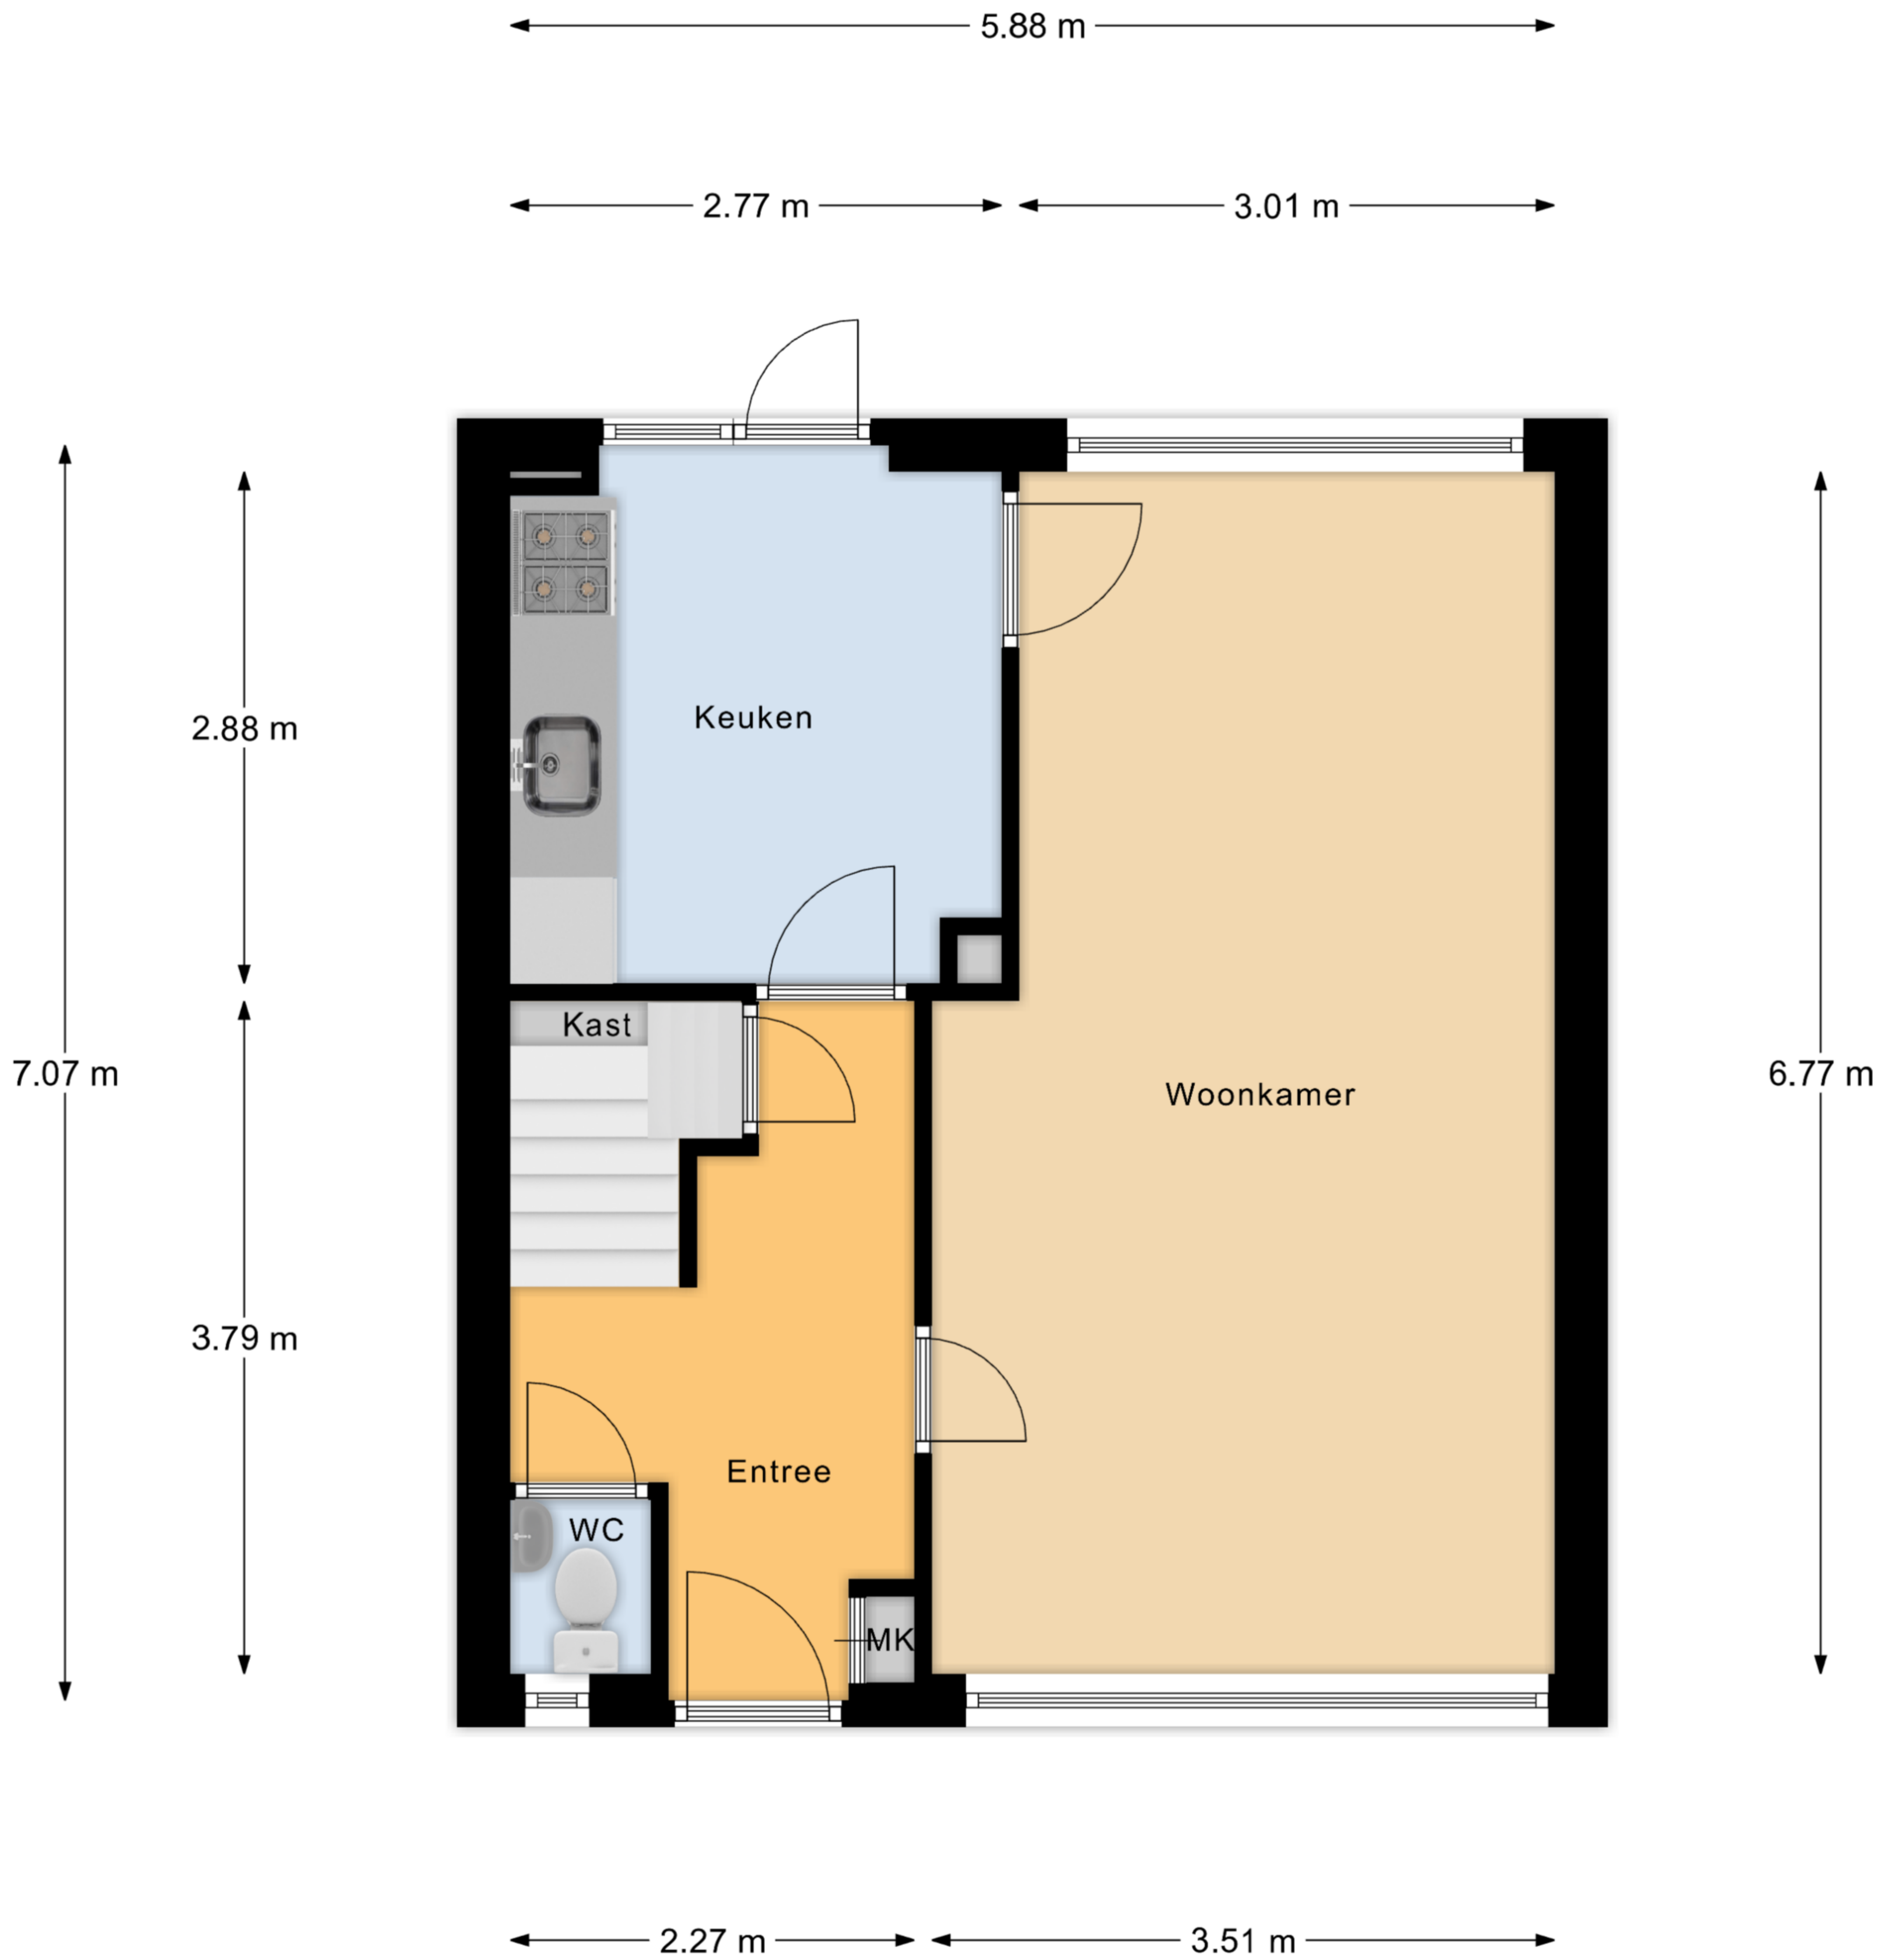 5.88 m
2.77 m
3.01 m
Keuken
2.88 m
Kast
7.07 m
6.77 m
Woonkamer
3.79 m
Entree
WC
MK
2.27 m
3.51 m